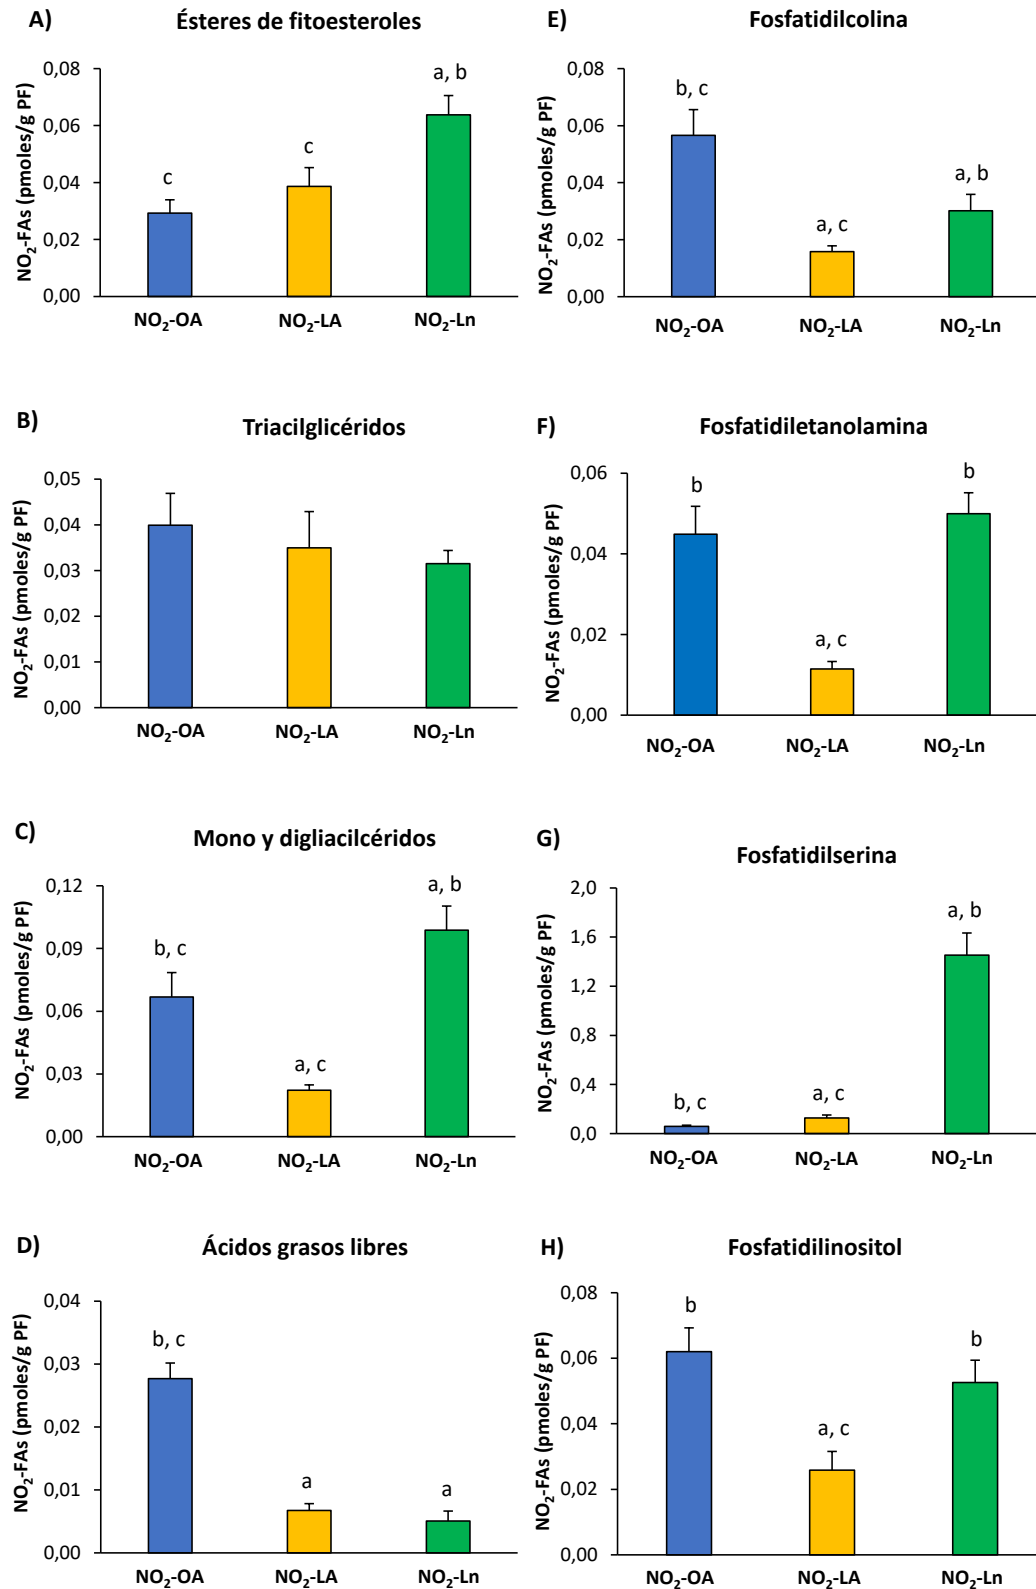 A)
Ésteres de fitoesteroles
NO₂-FAs (pmoles/g PF)
0,08
0,06
0,04
0,02
0,00
c
c
a, b
NO₂-OA
NO₂-LA
NO₂-Ln
B)
Triacilglicéridos
NO₂-FAs (pmoles/g PF)
0,05
0,04
0,03
0,02
0,01
0,00
NO₂-OA
NO₂-LA
NO₂-Ln
C)
Mono y digliacilcéridos
NO₂-FAs (pmoles/g PF)
0,12
0,09
0,06
0,03
0,00
b, c
a, c
a, b
NO₂-OA
NO₂-LA
NO₂-Ln
D)
Ácidos grasos libres
NO₂-FAs (pmoles/g PF)
0,04
0,03
0,02
0,01
0,00
b, c
a
a
NO₂-OA
NO₂-LA
NO₂-Ln
E)
Fosfatidilcolina
NO₂-FAs (pmoles/g PF)
0,08
0,06
0,04
0,02
0,00
b, c
a, c
a, b
NO₂-OA
NO₂-LA
NO₂-Ln
F)
Fosfatidiletanolamina
NO₂-FAs (pmoles/g PF)
0,06
0,04
0,02
0,00
b
a, c
b
NO₂-OA
NO₂-LA
NO₂-Ln
G)
Fosfatidilserina
NO₂-FAs (pmoles/g PF)
2,0
1,6
1,2
0,8
0,4
0,0
b, c
a, c
a, b
NO₂-OA
NO₂-LA
NO₂-Ln
H)
Fosfatidilinositol
NO₂-FAs (pmoles/g PF)
0,08
0,06
0,04
0,02
0,00
b
a, c
b
NO₂-OA
NO₂-LA
NO₂-Ln